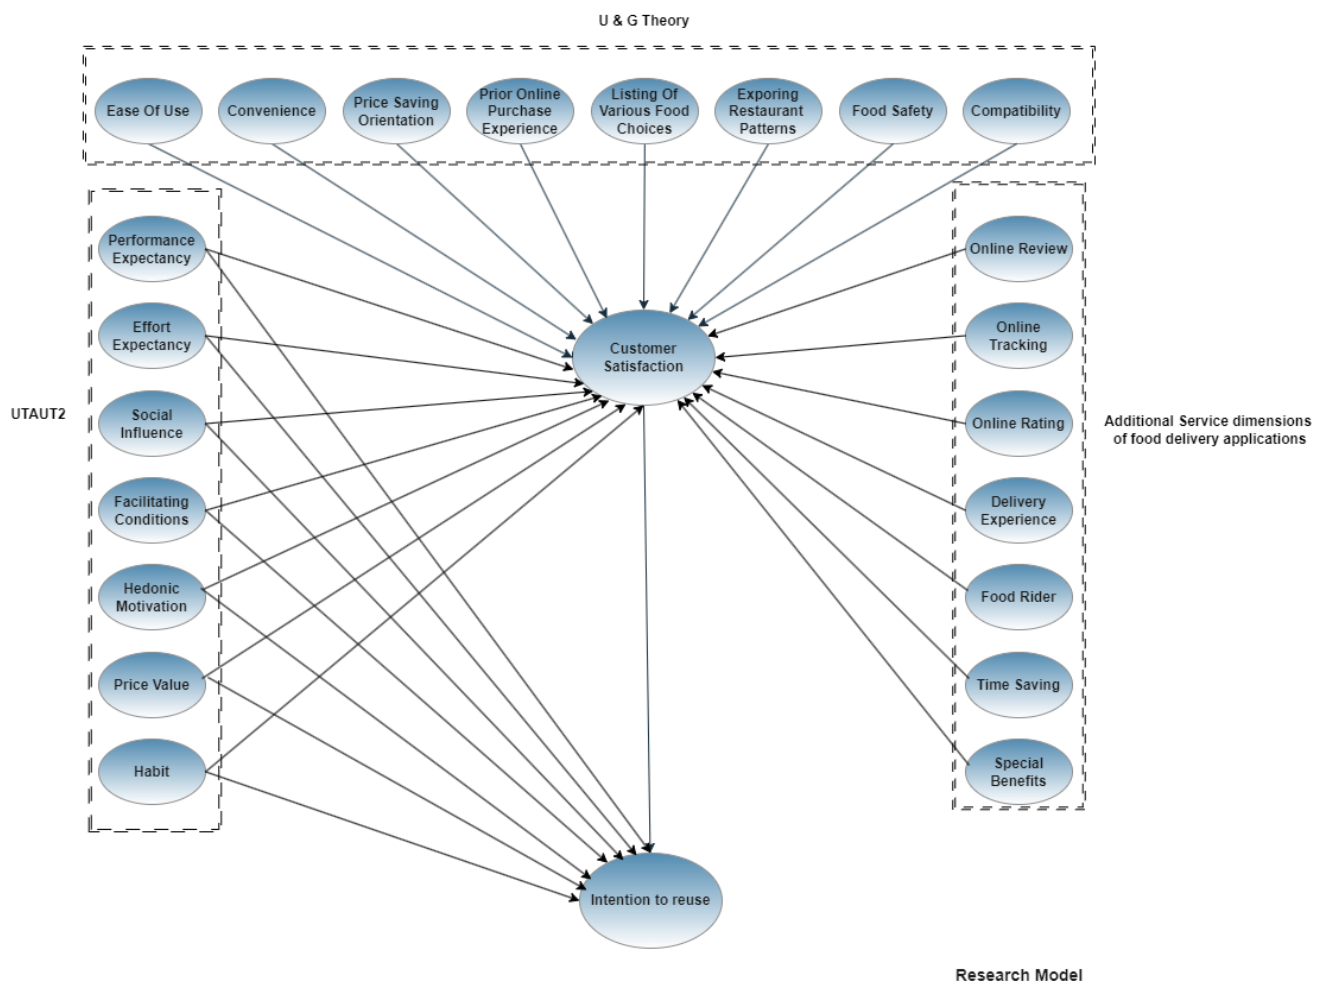 U & G Theory
Ease Of Use
Convenience
Price Saving
Orientation
Prior Online
Purchase
Experience
Listing Of
Various Food
Choices
Exporing
Restaurant
Patterns
Food Safety
Compatibility
UTAUT2
Performance
Expectancy
Effort
Expectancy
Social
Influence
Facilitating
Conditions
Hedonic
Motivation
Price Value
Habit
Customer
Satisfaction
Intention to reuse
Online Review
Online
Tracking
Online Rating
Delivery
Experience
Food Rider
Time Saving
Special
Benefits
Additional Service dimensions
of food delivery applications
Research Model